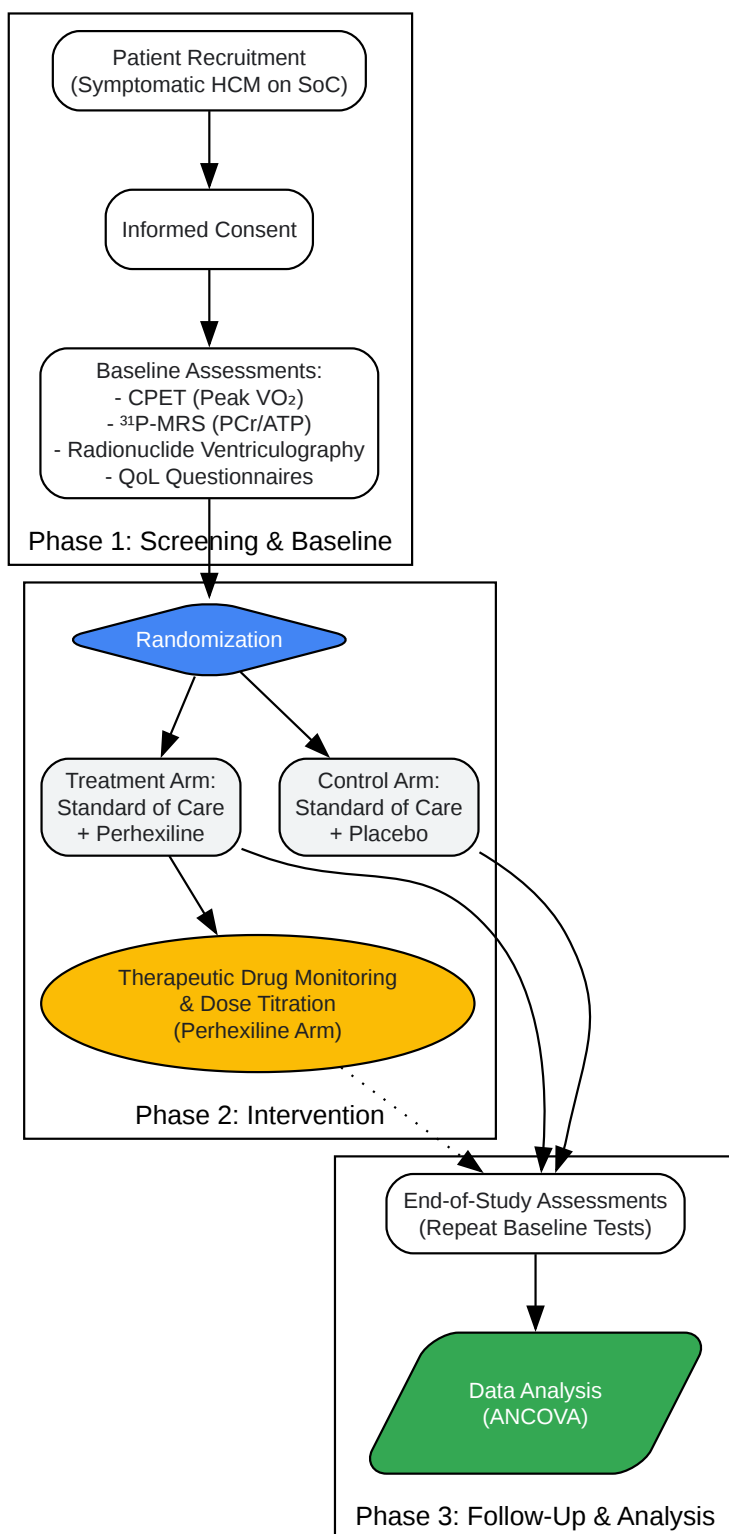 Patient Recruitment
(Symptomatic HCM on SoC)
Informed Consent
Baseline Assessments:
- CPET (Peak VO₂)
- ³¹P-MRS (PCr/ATP)
- Radionuclide Ventriculography
- QoL Questionnaires
Phase 1: Screening & Baseline
Randomization
Treatment Arm:
Standard of Care
+ Perhexiline
Control Arm:
Standard of Care
+ Placebo
Therapeutic Drug Monitoring
& Dose Titration
(Perhexiline Arm)
Phase 2: Intervention
End-of-Study Assessments
(Repeat Baseline Tests)
Data Analysis
(ANCOVA)
Phase 3: Follow-Up & Analysis